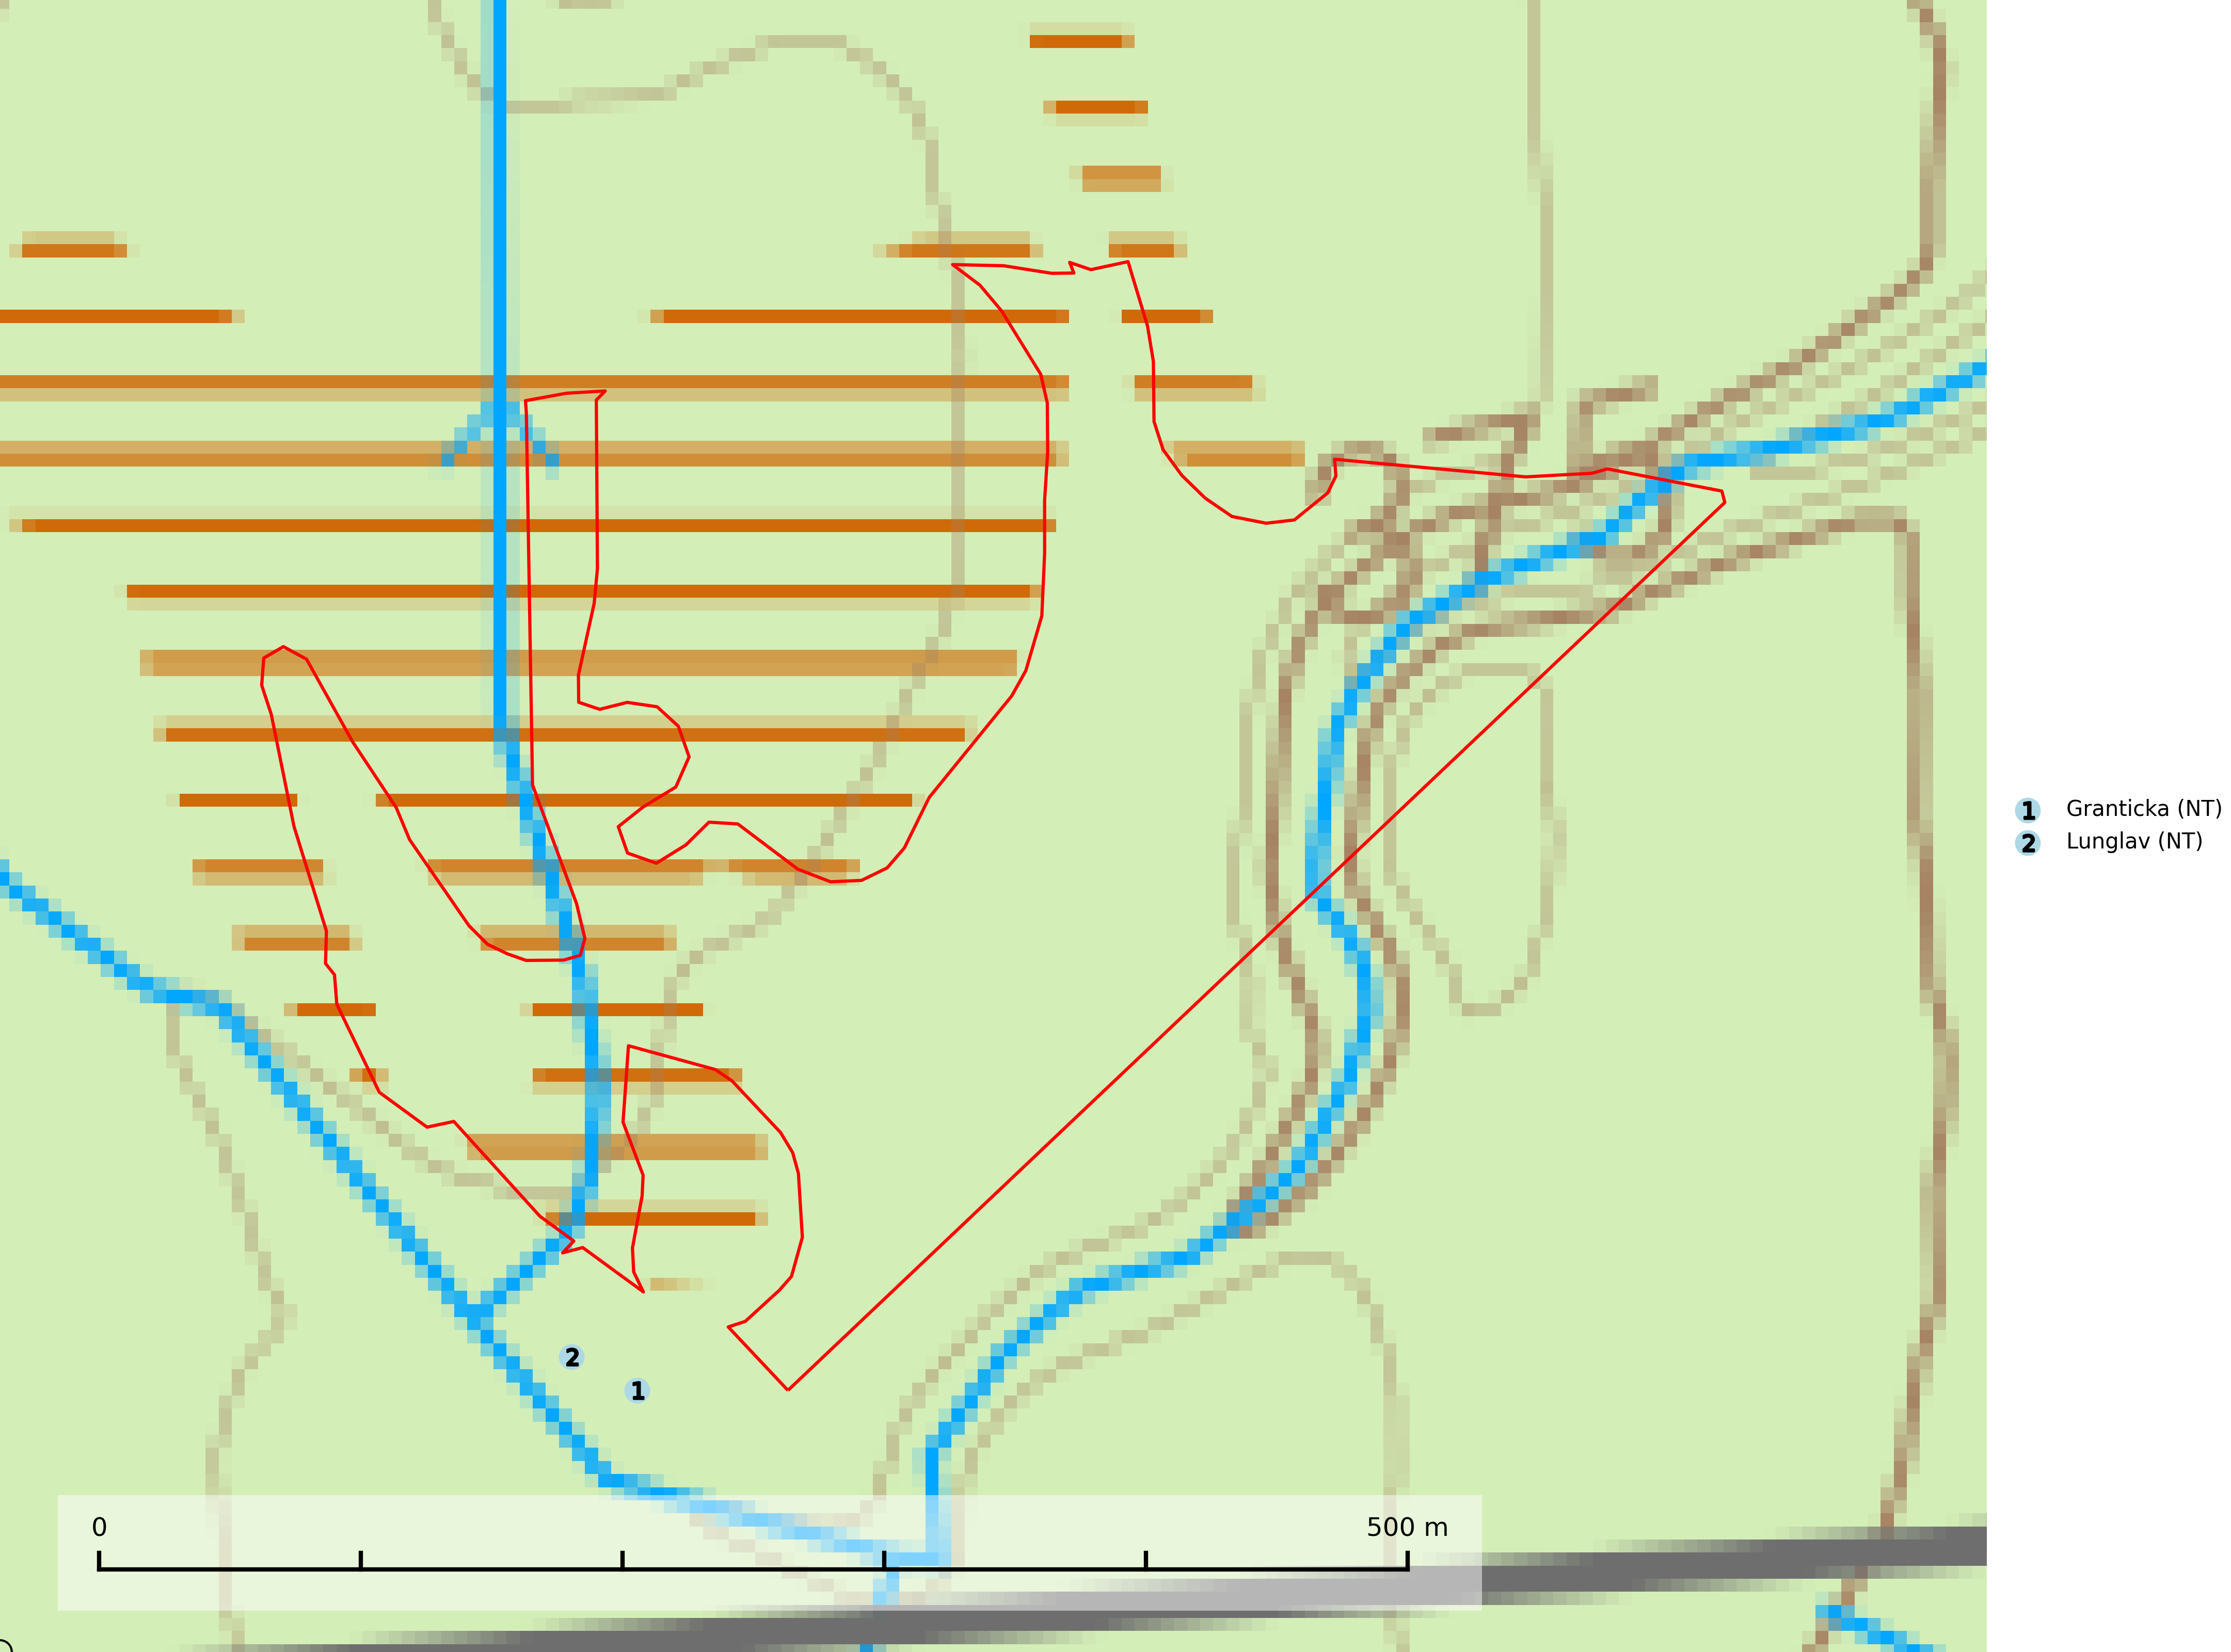 1 Granticka (NT)
2 Lunglav (NT)
2
1
0 500 m